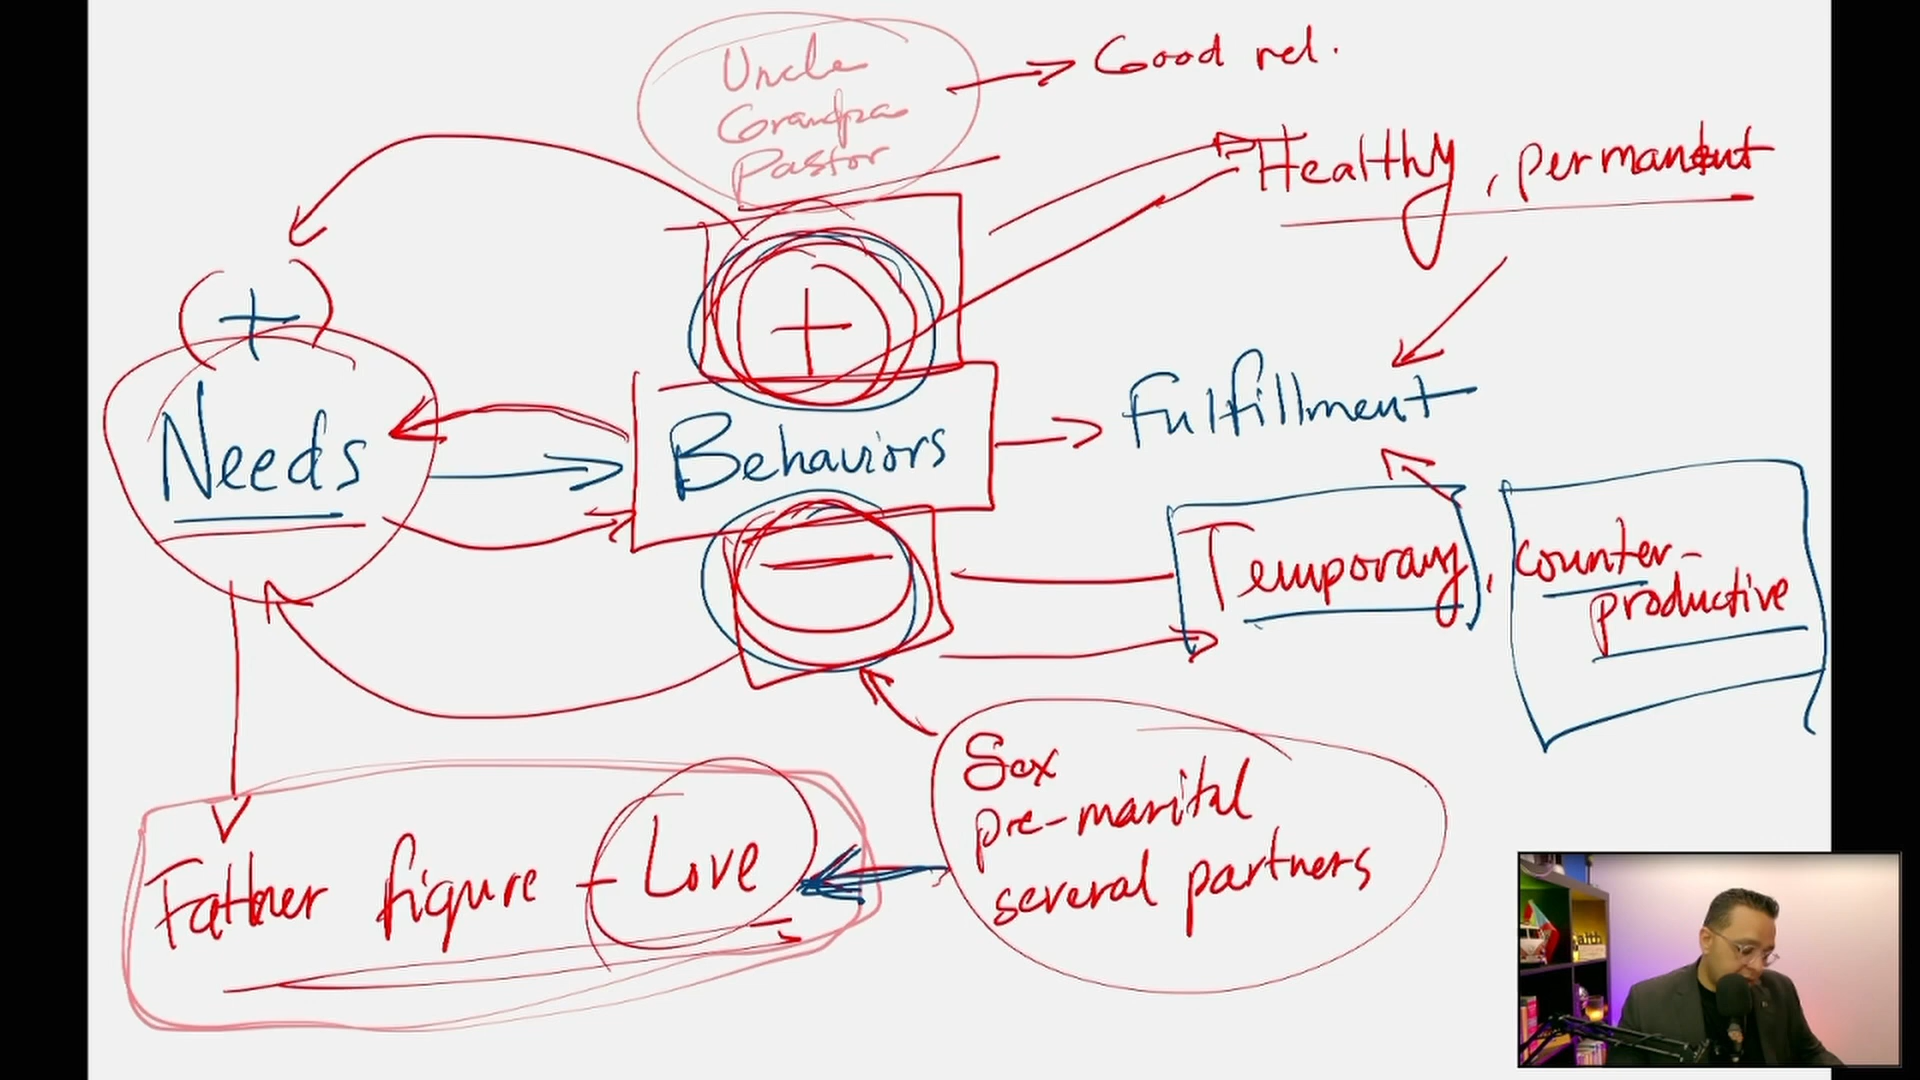 Uncle
Grandpa
Pastor
Good rel.
Healthy, permanent
+
+
Needs
Behaviors
Fulfillment
Temporary, counter-
productive
Father figure - Love
Sex
pre-marital
several partners